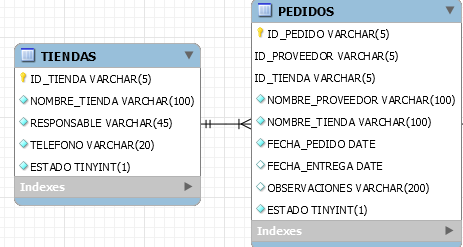 TIENDAS
ID_TIENDA VARCHAR(5)
NOMBRE_TIENDA VARCHAR(100)
RESPONSABLE VARCHAR(45)
TELEFONO VARCHAR(20)
ESTADO TINYINT(1)
Indexes
PEDIDOS
ID_PEDIDO VARCHAR(5)
ID_PROVEEDOR VARCHAR(5)
ID_TIENDA VARCHAR(5)
NOMBRE_PROVEEDOR VARCHAR(100)
NOMBRE_TIENDA VARCHAR(100)
FECHA_PEDIDO DATE
FECHA_ENTREGA DATE
OBSERVACIONES VARCHAR(200)
ESTADO TINYINT(1)
Indexes